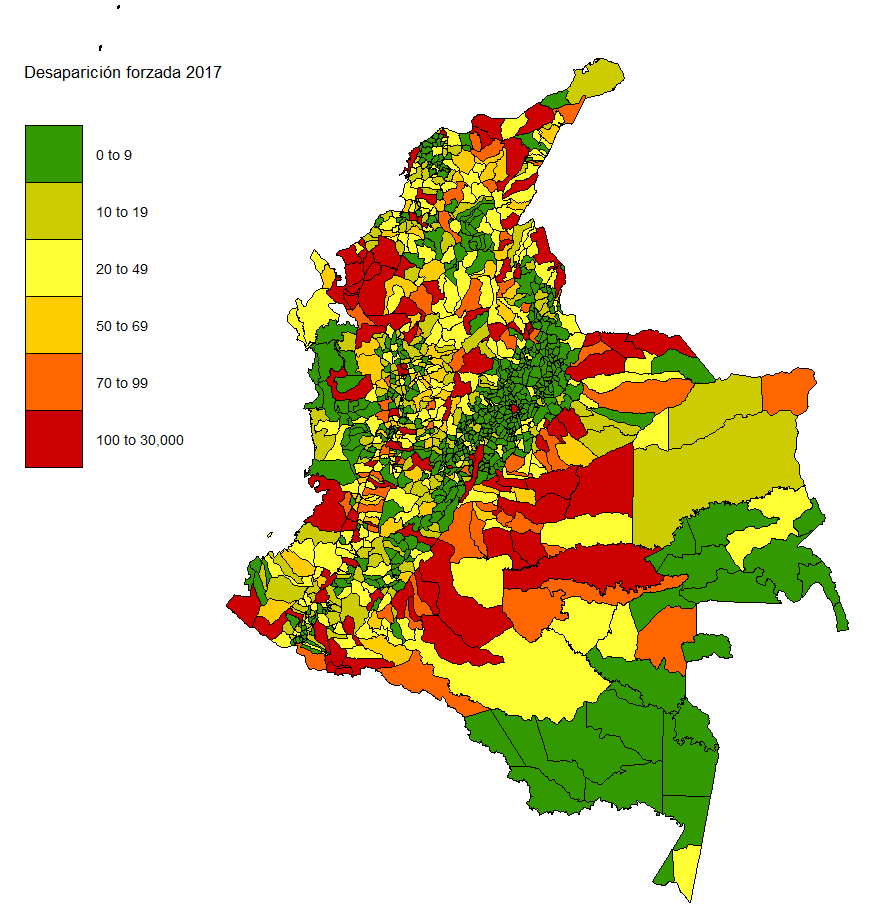 Desaparición forzada 2017
0 to 9
10 to 19
20 to 49
50 to 69
70 to 99
100 to 30,000